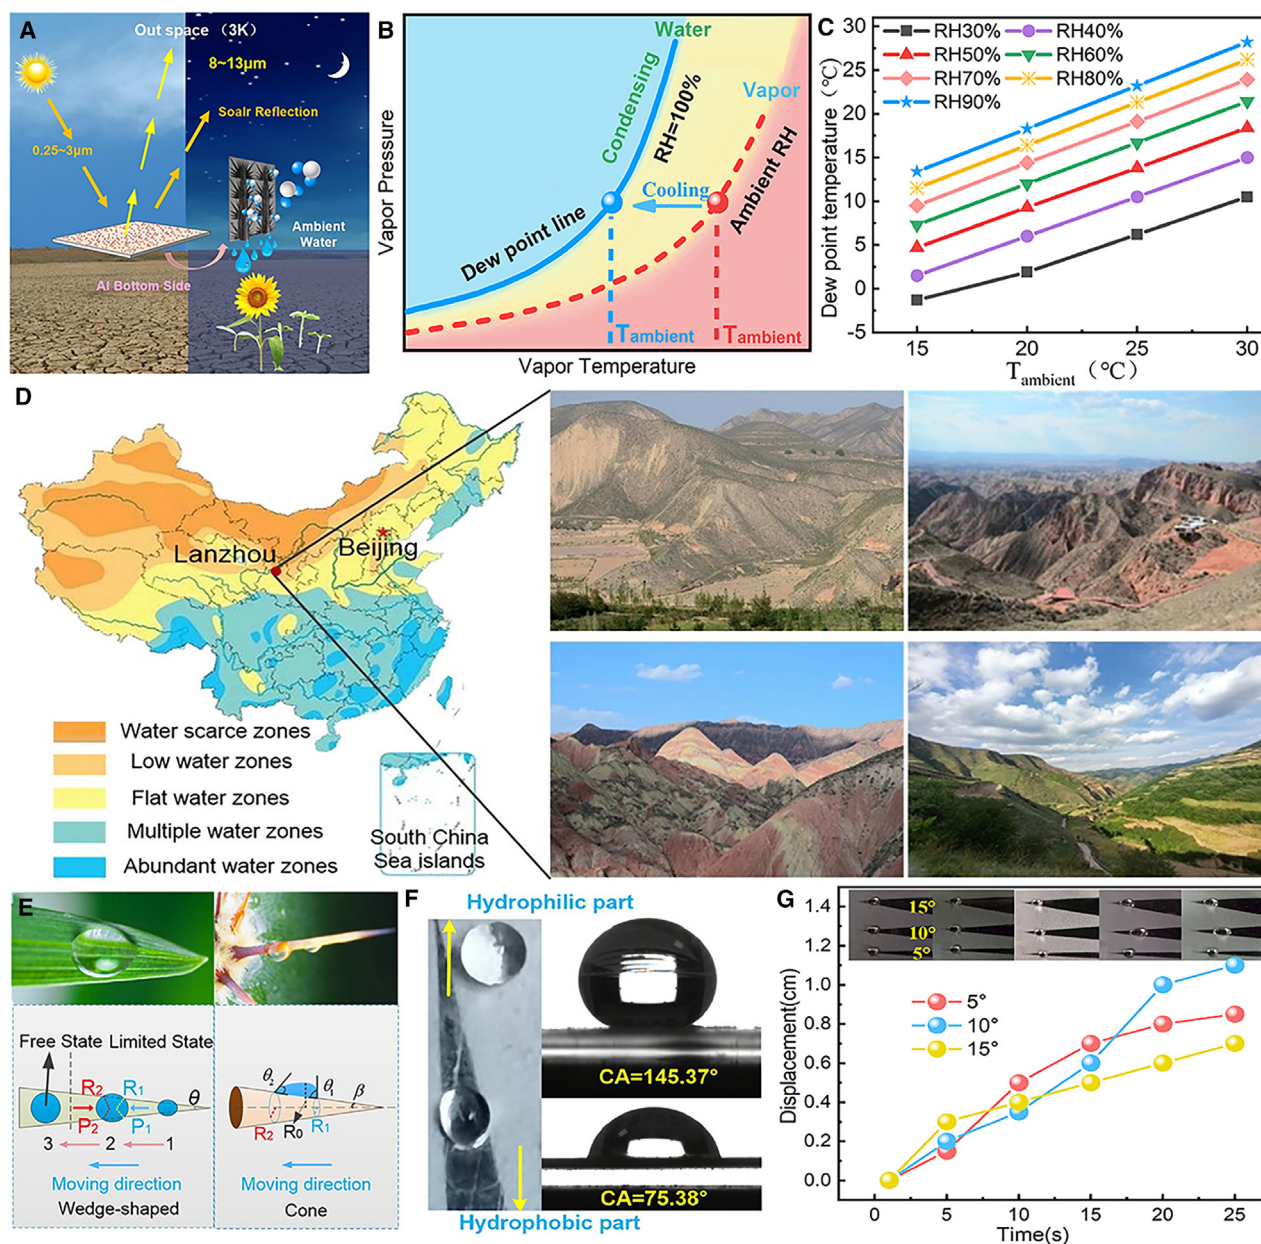 A
Out space （3K）
8~13μm
Soalr Reflection
0.25~3μm
Ambient
Water
Al Bottom Side
B
Vapor Pressure
Water
Condensing
RH=100%
Vapor
Cooling
Ambient RH
Dew point line
Tambient
Tambient
Vapor Temperature
C
Dew point temperature（℃）
30
25
20
15
10
5
0
-5
RH30%
RH40%
RH50%
RH60%
RH70%
RH80%
RH90%
15
20
25
30
Tambient（℃）
D
Lanzhou
Beijing
Water scarce zones
Low water zones
Flat water zones
Multiple water zones
Abundant water zones
South China
Sea islands
E
Free State
Limited State
R2
R1
θ
P2
P1
3
2
1
Moving direction
Wedge-shaped
θ2
θ1
β
R2
R0
R1
Moving direction
Cone
F
Hydrophilic part
CA=145.37°
CA=75.38°
Hydrophobic part
G
Displacement(cm)
1.4
1.2
1.0
0.8
0.6
0.4
0.2
0.0
15°
10°
5°
5°
10°
15°
0
5
10
15
20
25
Time(s)